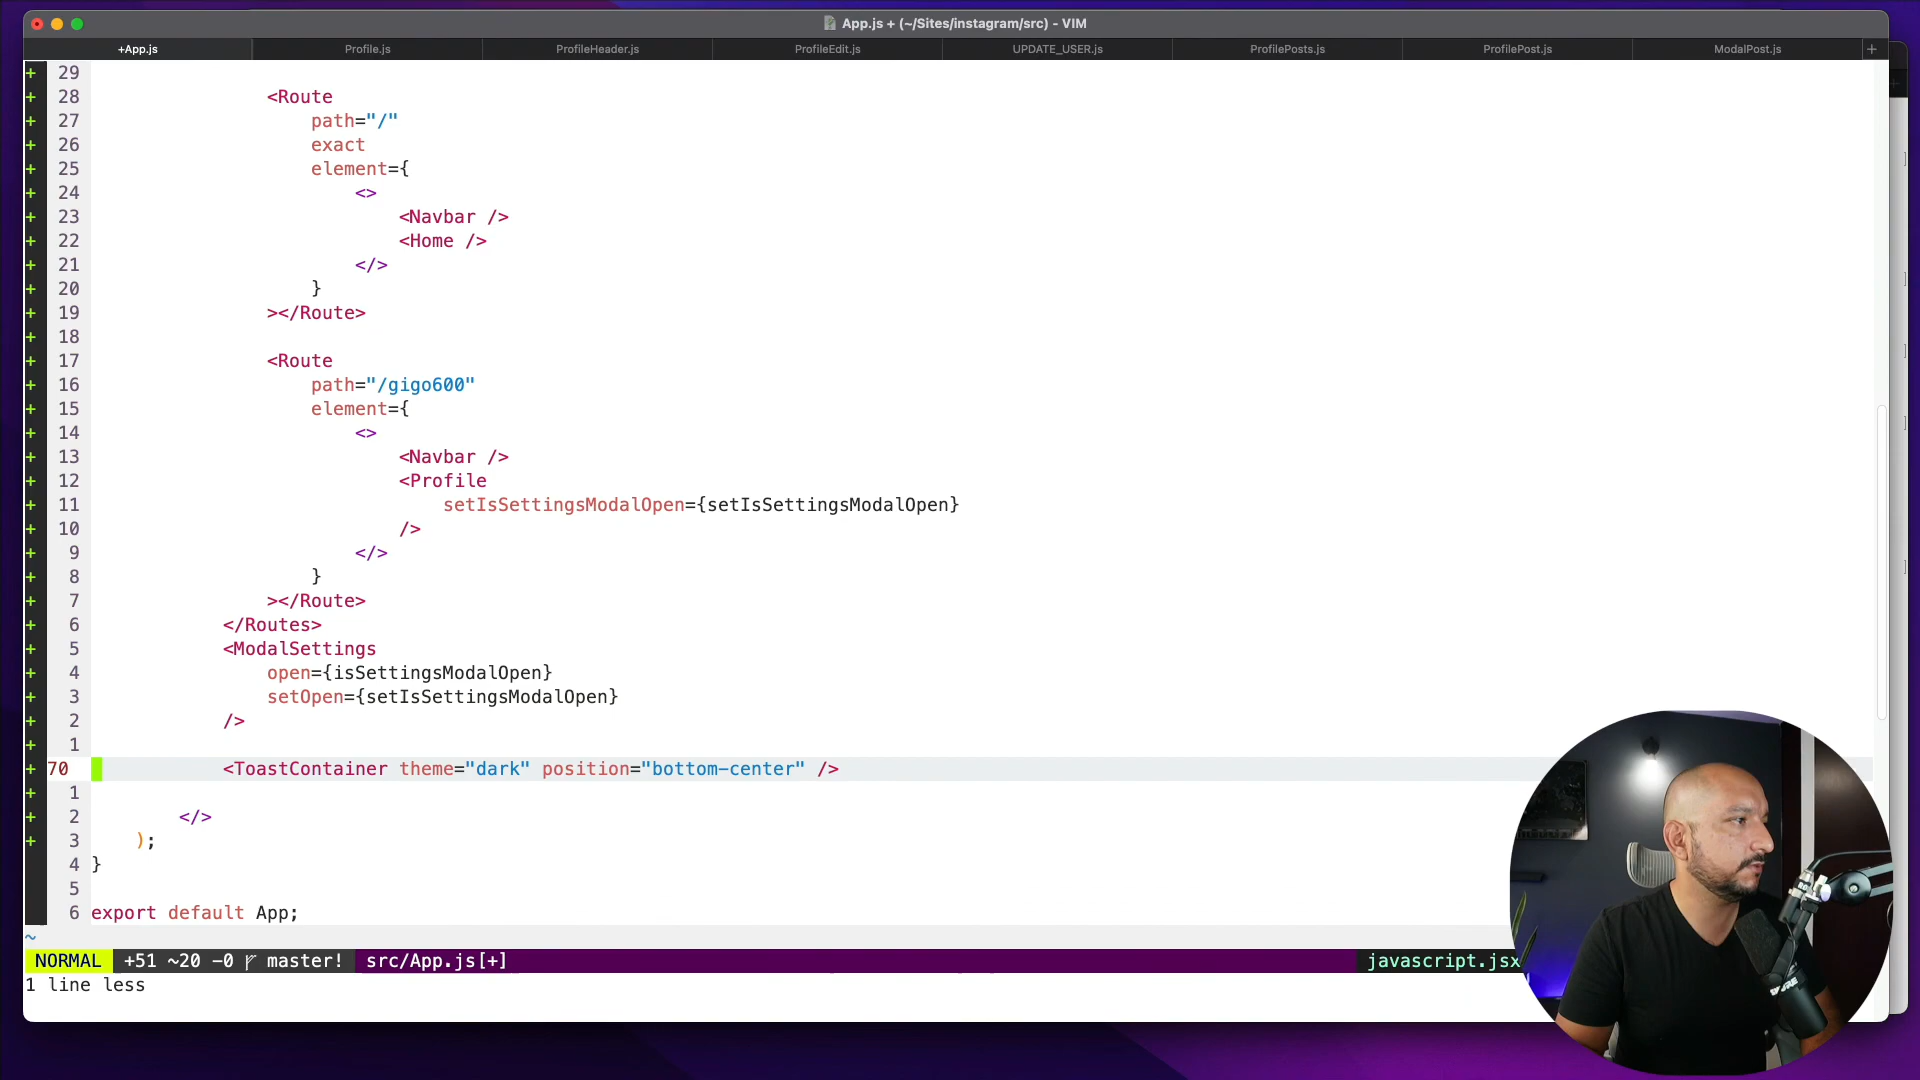 App.js + (~/Sites/instagram/src) - VIM
+App.js Profile.js ProfileHeader.js ProfileEdit.js UPDATE_USER.js ProfilePosts.js ProfilePost.js ModalPost.js +
+ 29
+ 28 <Route
+ 27 path="/"
+ 26 exact
+ 25 element={
+ 24 <>
+ 23 <Navbar />
+ 22 <Home />
+ 21 </>
+ 20 }
+ 19 ></Route>
+ 18
+ 17 <Route
+ 16 path="/gigo600"
+ 15 element={
+ 14 <>
+ 13 <Navbar />
+ 12 <Profile
+ 11 setIsSettingsModalOpen={setIsSettingsModalOpen}
+ 10 />
+ 9 </>
+ 8 }
+ 7 ></Route>
+ 6 </Routes>
+ 5 <ModalSettings
+ 4 open={isSettingsModalOpen}
+ 3 setOpen={setIsSettingsModalOpen}
+ 2 />
+ 1
+ 70 <ToastContainer theme="dark" position="bottom-center" />
+ 1
+ 2 </>
+ 3 );
4 }
5
6 export default App;
~
NORMAL +51 ~20 -0 master! src/App.js[+] javascript.jsx
1 line less